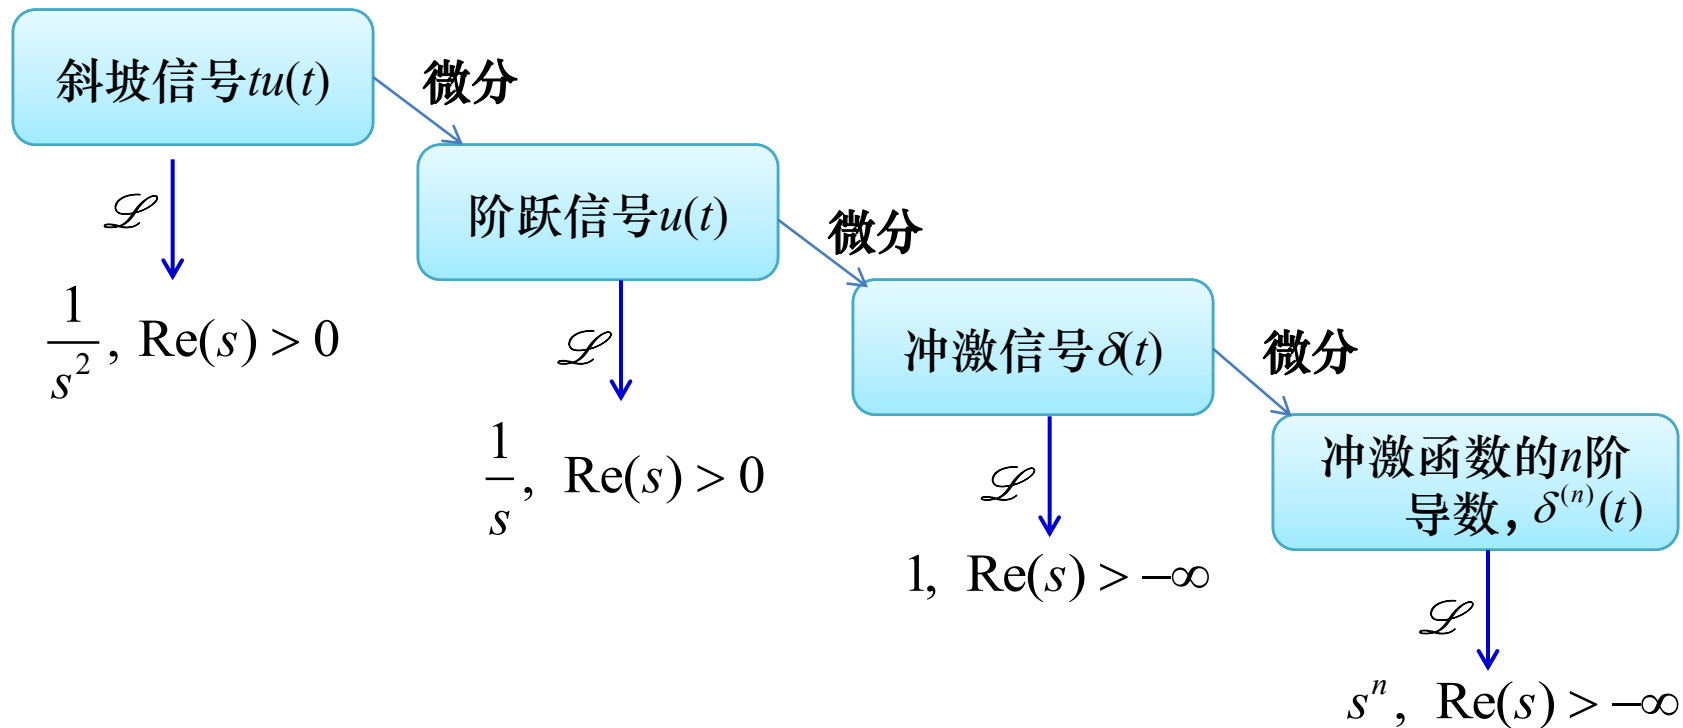 斜坡信号tu(t)
微分
ℒ
1/s², Re(s) > 0
阶跃信号u(t)
微分
ℒ
1/s, Re(s) > 0
冲激信号δ(t)
微分
ℒ
1, Re(s) > −∞
冲激函数的n阶
导数，δ⁽ⁿ⁾(t)
ℒ
sⁿ, Re(s) > −∞